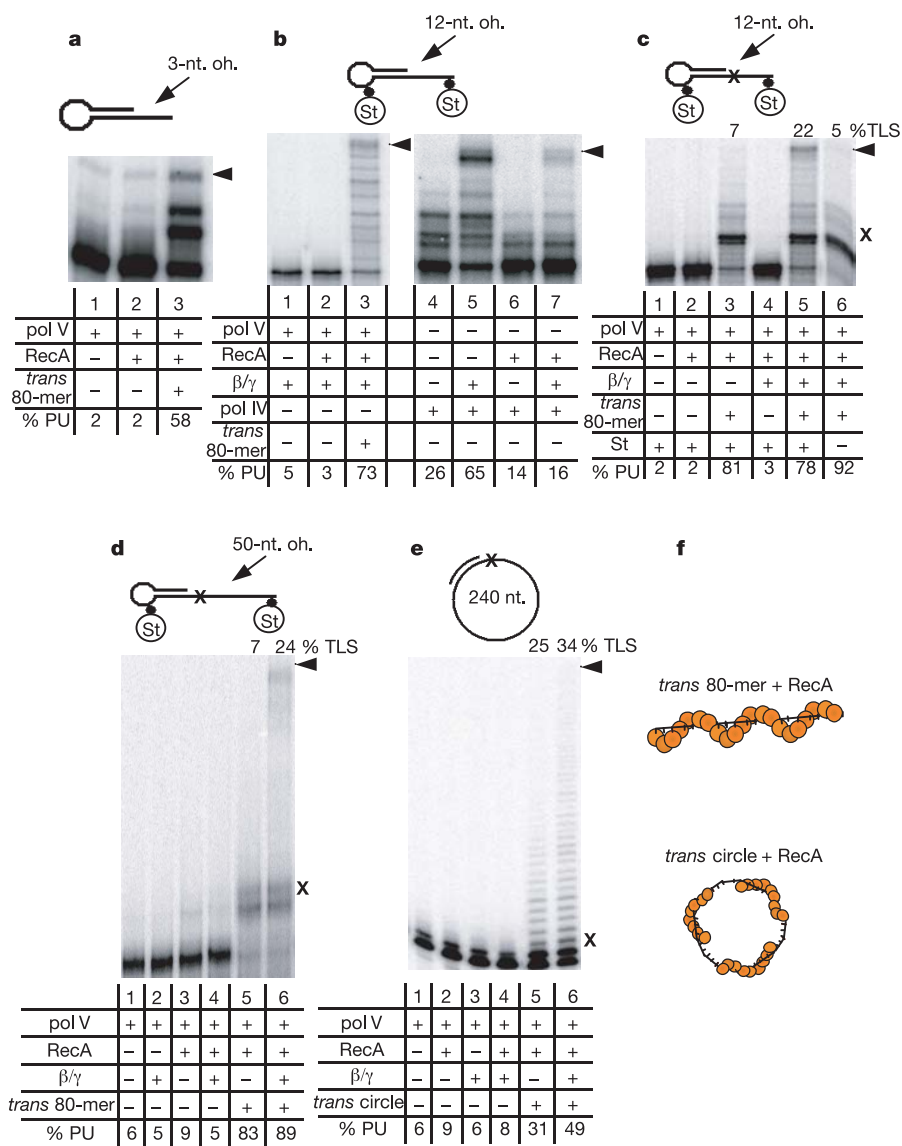 a
3-nt. oh.
1 2 3
pol V + + +
RecA – + +
trans 80-mer – – +
% PU 2 2 58
b
12-nt. oh.
St St
1 2 3 4 5 6 7
pol V + + + – – – –
RecA – + + – – + +
β/γ + + + – + – +
pol IV – – – + + + +
trans 80-mer – – + – – – –
% PU 5 3 73 26 65 14 16
c
12-nt. oh.
X
St St
7 22 5 %TLS
X
1 2 3 4 5 6
pol V + + + + + +
RecA – + + + + +
β/γ – – – + + +
trans 80-mer – – + – + +
St + + + + + –
% PU 2 2 81 3 78 92
d
50-nt. oh.
X
St St
7 24 % TLS
X
1 2 3 4 5 6
pol V + + + + + +
RecA – – + + + +
β/γ – + – + – +
trans 80-mer – – – – + +
% PU 6 5 9 5 83 89
e
X
240 nt.
25 34 % TLS
X
1 2 3 4 5 6
pol V + + + + + +
RecA – + – + + +
β/γ – – + + – +
trans circle – – – – + +
% PU 6 9 6 8 31 49
f
trans 80-mer + RecA
trans circle + RecA